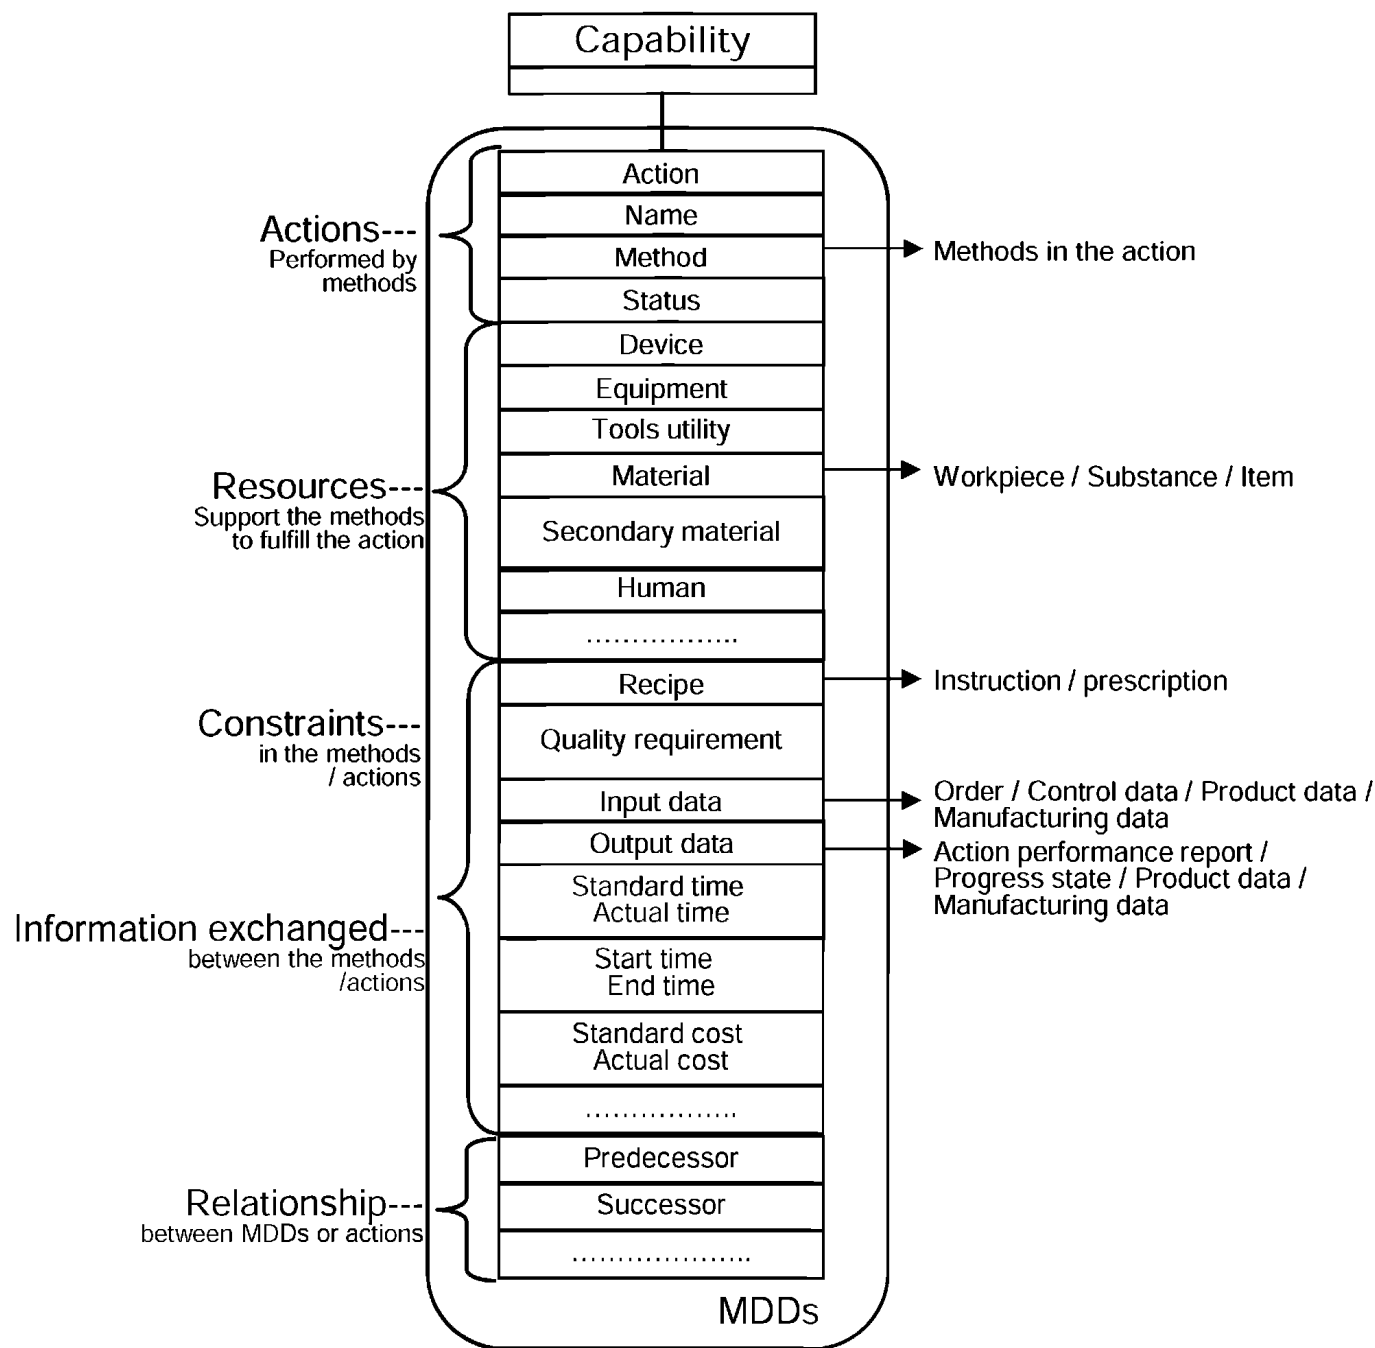 Capability
Action
Name
Method
Status
Device
Equipment
Tools utility
Material
Secondary material
Human
.................
Recipe
Quality requirement
Input data
Output data
Standard time
Actual time
Start time
End time
Standard cost
Actual cost
.................
Predecessor
Successor
....................
MDDs
Actions---
Performed by
methods
Resources---
Support the methods
to fulfill the action
Constraints---
in the methods
/ actions
Information exchanged---
between the methods
/actions
Relationship---
between MDDs or actions
Methods in the action
Workpiece / Substance / Item
Instruction / prescription
Order / Control data / Product data /
Manufacturing data
Action performance report /
Progress state / Product data /
Manufacturing data